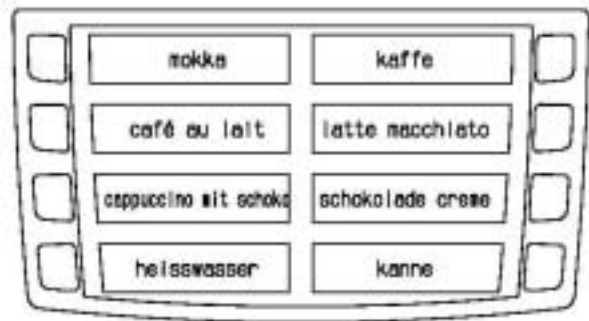 mokka
kaffe
café au lait
latte macchiato
cappuccino mit schoko
schokolade creme
heisswasser
kanne